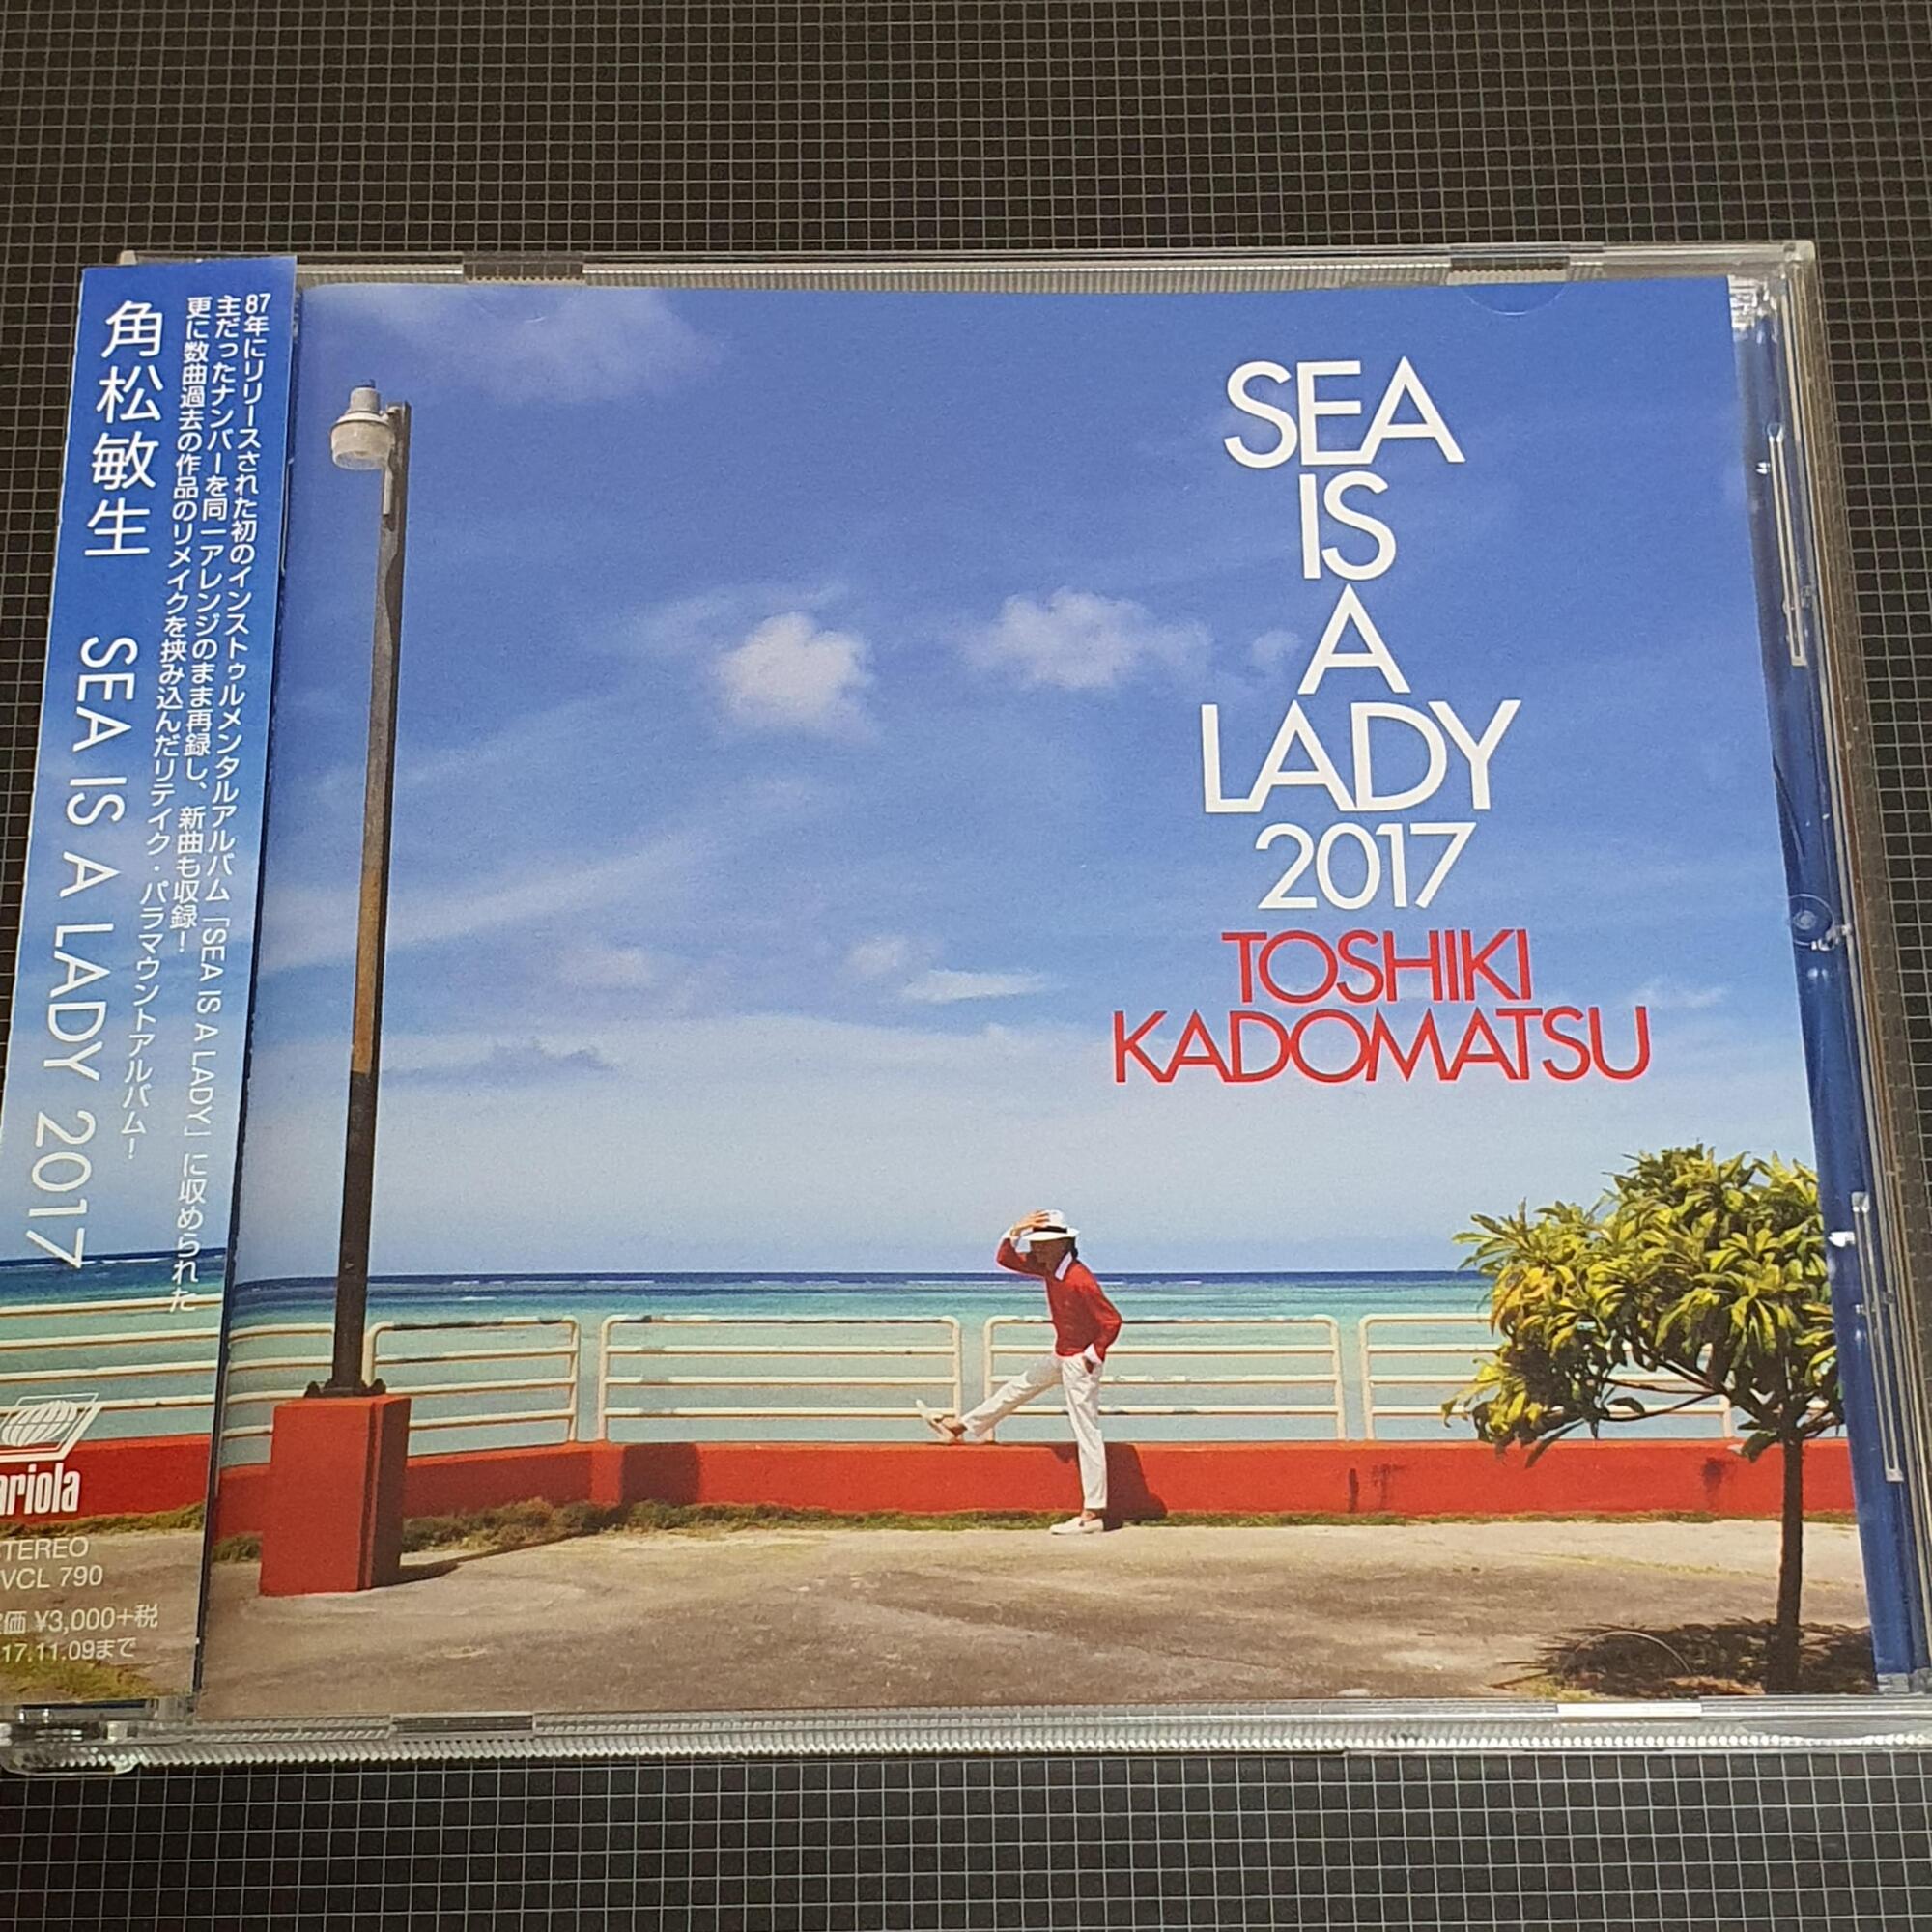 87年にリリースされた初のインストゥルメンタルアルバム「SEA IS A LADY」に収められた
主だったナンバーを同一アレンジのまま再録し、新曲も収録！
更に数曲過去の作品のリメイクを挟み込んだリテイク・パラマウントアルバム！
角松敏生 SEA IS A LADY 2017
ariola
STEREO
VCL 790
価 ¥3,000+税
17.11.09まで
SEA
IS
A
LADY
2017
TOSHIKI
KADOMATSU